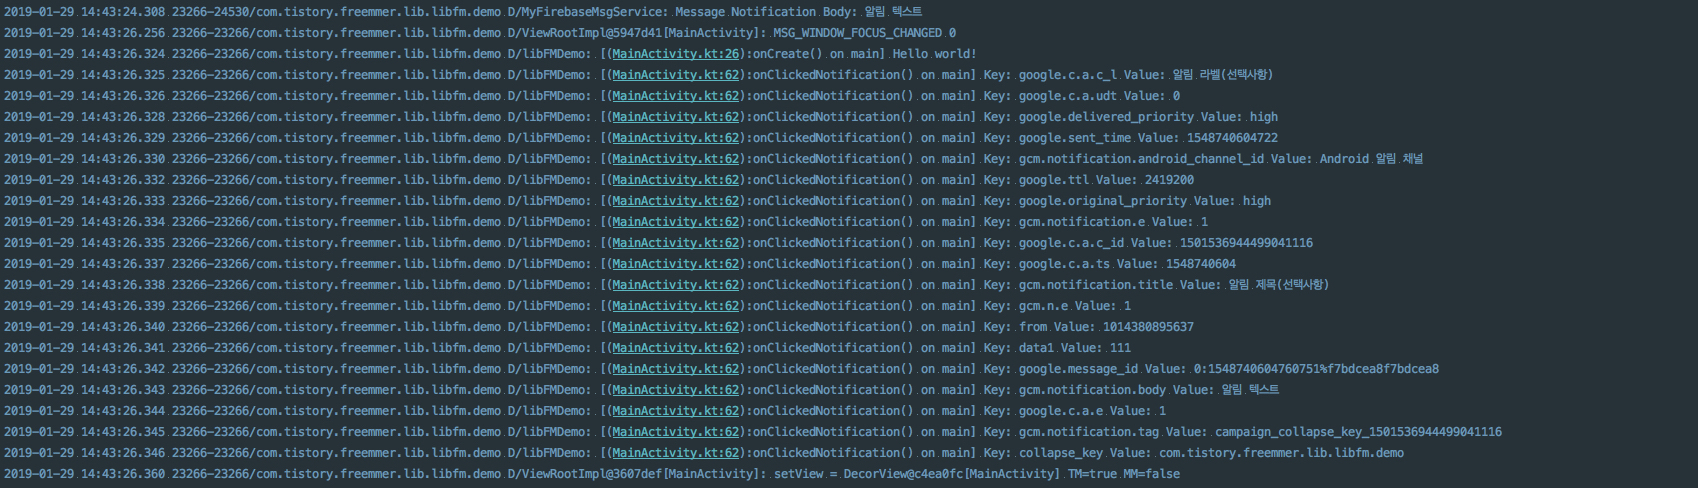 2019-01-29 14:43:24.308 23266-24530/com.tistory.freemmer.lib.libfm.demo D/MyFirebaseMsgService: Message Notification Body: 알림 텍스트
2019-01-29 14:43:26.256 23266-23266/com.tistory.freemmer.lib.libfm.demo D/ViewRootImpl@5947d41[MainActivity]: MSG_WINDOW_FOCUS_CHANGED 0
2019-01-29 14:43:26.324 23266-23266/com.tistory.freemmer.lib.libfm.demo D/libFMDemo: [(MainActivity.kt:26):onCreate() on main] Hello world!
2019-01-29 14:43:26.325 23266-23266/com.tistory.freemmer.lib.libfm.demo D/libFMDemo: [(MainActivity.kt:62):onClickedNotification() on main] Key: google.c.a.c_l Value: 알림 라벨(선택사항)
2019-01-29 14:43:26.326 23266-23266/com.tistory.freemmer.lib.libfm.demo D/libFMDemo: [(MainActivity.kt:62):onClickedNotification() on main] Key: google.c.a.udt Value: 0
2019-01-29 14:43:26.328 23266-23266/com.tistory.freemmer.lib.libfm.demo D/libFMDemo: [(MainActivity.kt:62):onClickedNotification() on main] Key: google.delivered_priority Value: high
2019-01-29 14:43:26.329 23266-23266/com.tistory.freemmer.lib.libfm.demo D/libFMDemo: [(MainActivity.kt:62):onClickedNotification() on main] Key: google.sent_time Value: 1548740604722
2019-01-29 14:43:26.330 23266-23266/com.tistory.freemmer.lib.libfm.demo D/libFMDemo: [(MainActivity.kt:62):onClickedNotification() on main] Key: gcm.notification.android_channel_id Value: Android 알림 채널
2019-01-29 14:43:26.332 23266-23266/com.tistory.freemmer.lib.libfm.demo D/libFMDemo: [(MainActivity.kt:62):onClickedNotification() on main] Key: google.ttl Value: 2419200
2019-01-29 14:43:26.333 23266-23266/com.tistory.freemmer.lib.libfm.demo D/libFMDemo: [(MainActivity.kt:62):onClickedNotification() on main] Key: google.original_priority Value: high
2019-01-29 14:43:26.334 23266-23266/com.tistory.freemmer.lib.libfm.demo D/libFMDemo: [(MainActivity.kt:62):onClickedNotification() on main] Key: gcm.notification.e Value: 1
2019-01-29 14:43:26.335 23266-23266/com.tistory.freemmer.lib.libfm.demo D/libFMDemo: [(MainActivity.kt:62):onClickedNotification() on main] Key: google.c.a.c_id Value: 1501536944499041116
2019-01-29 14:43:26.337 23266-23266/com.tistory.freemmer.lib.libfm.demo D/libFMDemo: [(MainActivity.kt:62):onClickedNotification() on main] Key: google.c.a.ts Value: 1548740604
2019-01-29 14:43:26.338 23266-23266/com.tistory.freemmer.lib.libfm.demo D/libFMDemo: [(MainActivity.kt:62):onClickedNotification() on main] Key: gcm.notification.title Value: 알림 제목(선택사항)
2019-01-29 14:43:26.339 23266-23266/com.tistory.freemmer.lib.libfm.demo D/libFMDemo: [(MainActivity.kt:62):onClickedNotification() on main] Key: gcm.n.e Value: 1
2019-01-29 14:43:26.340 23266-23266/com.tistory.freemmer.lib.libfm.demo D/libFMDemo: [(MainActivity.kt:62):onClickedNotification() on main] Key: from Value: 1014380895637
2019-01-29 14:43:26.341 23266-23266/com.tistory.freemmer.lib.libfm.demo D/libFMDemo: [(MainActivity.kt:62):onClickedNotification() on main] Key: data1 Value: 111
2019-01-29 14:43:26.342 23266-23266/com.tistory.freemmer.lib.libfm.demo D/libFMDemo: [(MainActivity.kt:62):onClickedNotification() on main] Key: google.message_id Value: 0:1548740604760751%f7bdcea8f7bdcea8
2019-01-29 14:43:26.343 23266-23266/com.tistory.freemmer.lib.libfm.demo D/libFMDemo: [(MainActivity.kt:62):onClickedNotification() on main] Key: gcm.notification.body Value: 알림 텍스트
2019-01-29 14:43:26.344 23266-23266/com.tistory.freemmer.lib.libfm.demo D/libFMDemo: [(MainActivity.kt:62):onClickedNotification() on main] Key: google.c.a.e Value: 1
2019-01-29 14:43:26.345 23266-23266/com.tistory.freemmer.lib.libfm.demo D/libFMDemo: [(MainActivity.kt:62):onClickedNotification() on main] Key: gcm.notification.tag Value: campaign_collapse_key_1501536944499041116
2019-01-29 14:43:26.346 23266-23266/com.tistory.freemmer.lib.libfm.demo D/libFMDemo: [(MainActivity.kt:62):onClickedNotification() on main] Key: collapse_key Value: com.tistory.freemmer.lib.libfm.demo
2019-01-29 14:43:26.360 23266-23266/com.tistory.freemmer.lib.libfm.demo D/ViewRootImpl@3607def[MainActivity]: setView = DecorView@c4ea0fc[MainActivity] TM=true MM=false